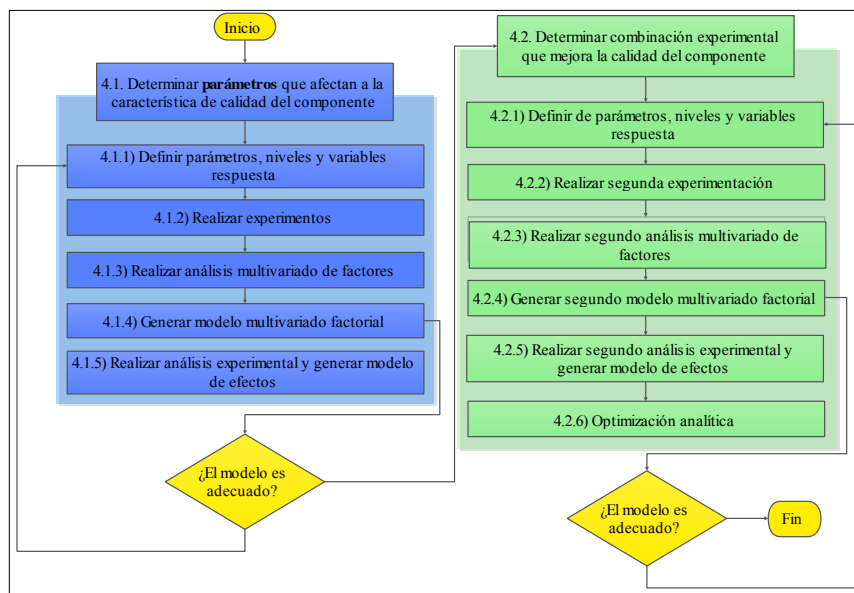 Inicio
4.1. Determinar parámetros que afectan a la
característica de calidad del componente
4.1.1) Definir parámetros, niveles y variables
respuesta
4.1.2) Realizar experimentos
4.1.3) Realizar análisis multivariado de factores
4.1.4) Generar modelo multivariado factorial
4.1.5) Realizar análisis experimental y generar modelo
de efectos
¿El modelo es
adecuado?
4.2. Determinar combinación experimental
que mejora la calidad del componente
4.2.1) Definir de parámetros, niveles y variables
respuesta
4.2.2) Realizar segunda experimentación
4.2.3) Realizar segundo análisis multivariado de
factores
4.2.4) Generar segundo modelo multivariado factorial
4.2.5) Realizar segundo análisis experimental y
generar modelo de efectos
4.2.6) Optimización analítica
¿El modelo es
adecuado?
Fin